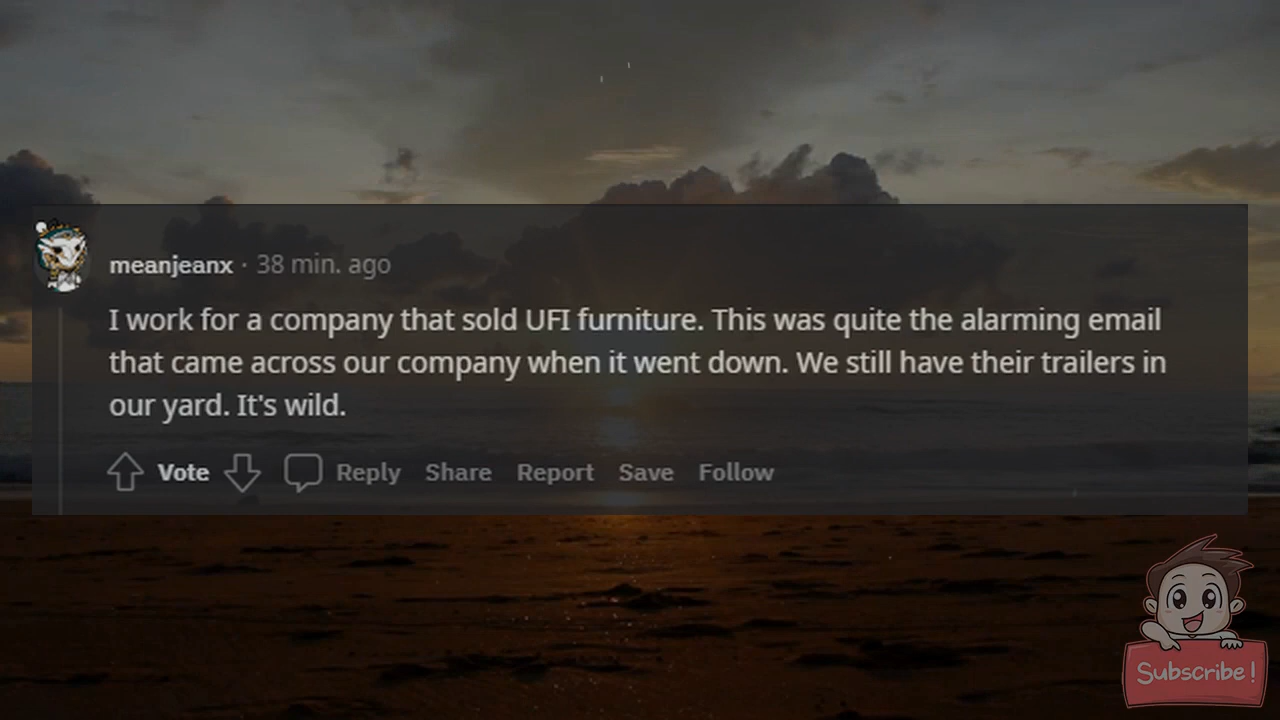 meanjeanx · 38 min. ago
I work for a company that sold UFI furniture. This was quite the alarming email
that came across our company when it went down. We still have their trailers in
our yard. It's wild.
Vote Reply Share Report Save Follow
Subscribe!